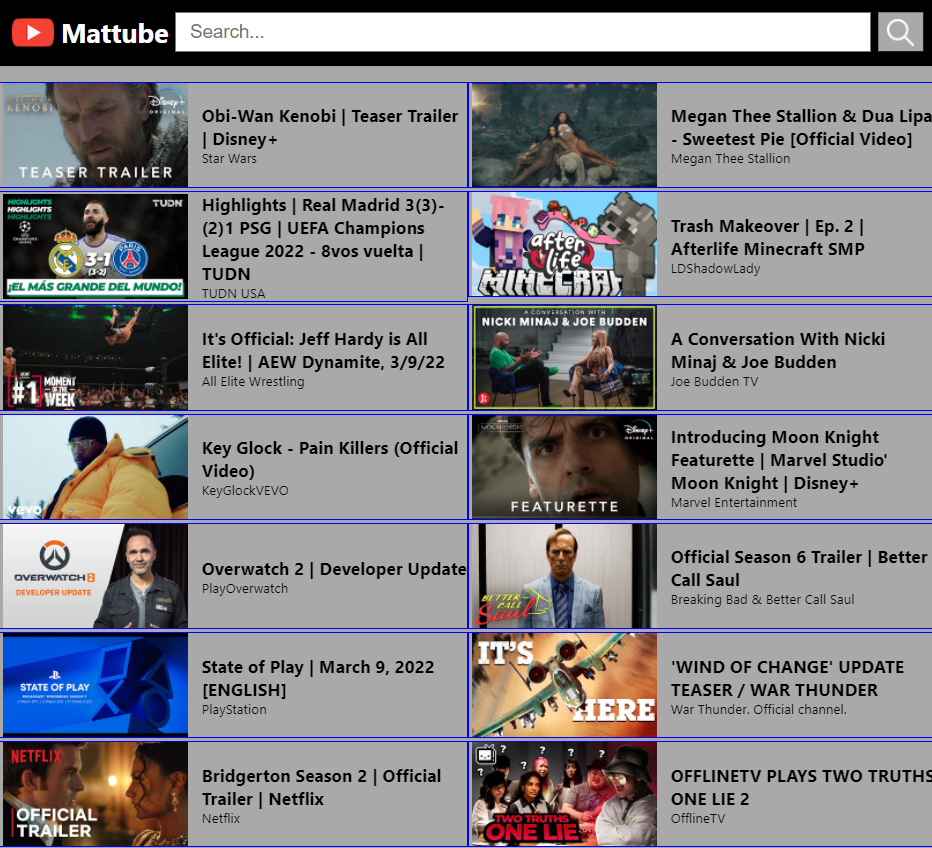 Mattube
Search...
OBI-WAN
KENOBI
Disney+
ORIGINAL
TEASER TRAILER
Obi-Wan Kenobi | Teaser Trailer
| Disney+
Star Wars
Megan Thee Stallion & Dua Lipa
- Sweetest Pie [Official Video]
Megan Thee Stallion
HIGHLIGHTS
HIGHLIGHTS
HIGHLIGHTS
TUDN
3-1
(3-2)
PARIS
¡EL MÁS GRANDE DEL MUNDO!
Highlights | Real Madrid 3(3)-
(2)1 PSG | UEFA Champions
League 2022 - 8vos vuelta |
TUDN
TUDN USA
after
life
MINECRAFT
Trash Makeover | Ep. 2 |
Afterlife Minecraft SMP
LDShadowLady
#1
MOMENT
OF THE
WEEK
It's Official: Jeff Hardy is All
Elite! | AEW Dynamite, 3/9/22
All Elite Wrestling
A CONVERSATION WITH
NICKI MINAJ & JOE BUDDEN
A Conversation With Nicki
Minaj & Joe Budden
Joe Budden TV
vevo
Key Glock - Pain Killers (Official
Video)
KeyGlockVEVO
MOON KNIGHT
Disney+
ORIGINAL
FEATURETTE
Introducing Moon Knight
Featurette | Marvel Studio'
Moon Knight | Disney+
Marvel Entertainment
OVERWATCH 2
DEVELOPER UPDATE
Overwatch 2 | Developer Update
PlayOverwatch
BETTER
CALL
Saul
Official Season 6 Trailer | Better
Call Saul
Breaking Bad & Better Call Saul
STATE OF PLAY
State of Play | March 9, 2022
[ENGLISH]
PlayStation
IT'S
HERE
'WIND OF CHANGE' UPDATE
TEASER / WAR THUNDER
War Thunder. Official channel.
NETFLIX
OFFICIAL
TRAILER
Bridgerton Season 2 | Official
Trailer | Netflix
Netflix
? ? ? ? ?
TWO TRUTHS
ONE LIE
OFFLINETV PLAYS TWO TRUTHS
ONE LIE 2
OfflineTV